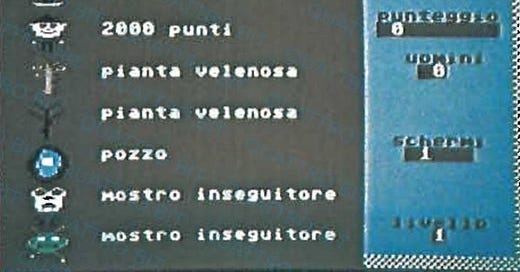 2000 punti
pianta velenosa
pianta velenosa
pozzo
mostro inseguitore
mostro inseguitore
punteggio
0
uomini
0
schermi
1
livello
1